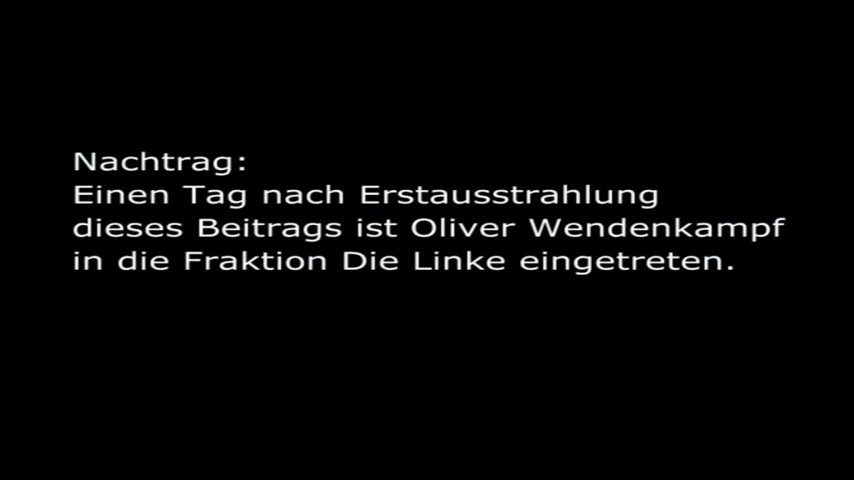 Nachtrag:
Einen Tag nach Erstausstrahlung
dieses Beitrags ist Oliver Wendenkampf
in die Fraktion Die Linke eingetreten.